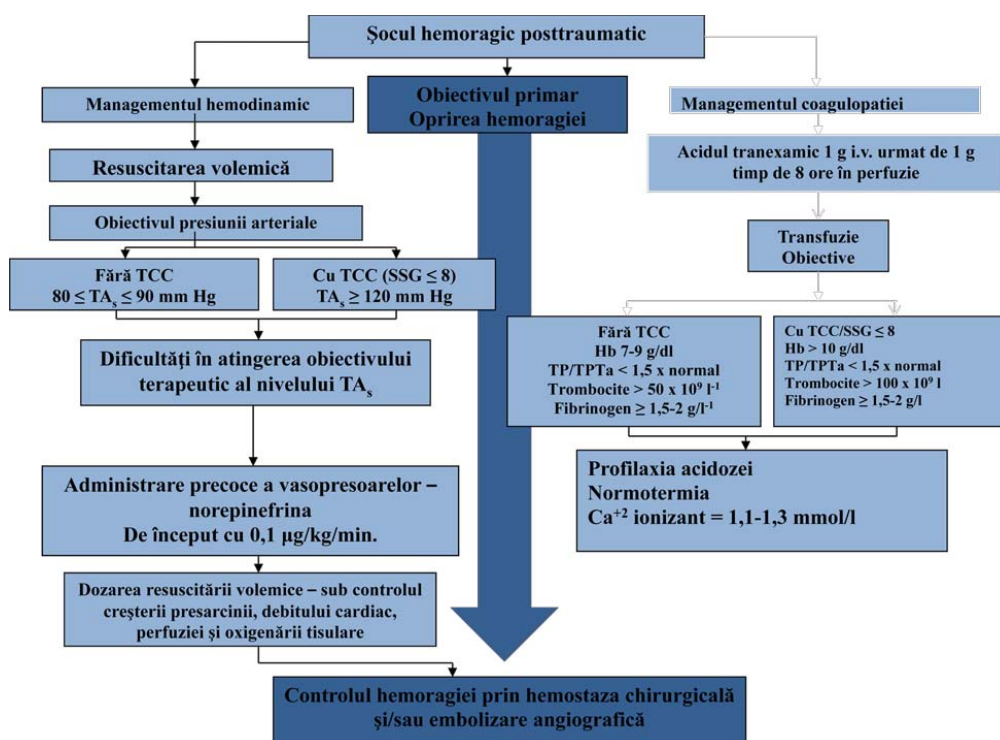 Şocul hemoragic posttraumatic
Managementul hemodinamic
Obiectivul primar
Oprirea hemoragiei
Managementul coagulopatiei
Resuscitarea volemică
Acidul tranexamic 1 g i.v. urmat de 1 g
timp de 8 ore în perfuzie
Obiectivul presiunii arteriale
Transfuzie
Obiective
Fără TCC
80 ≤ TAs ≤ 90 mm Hg
Cu TCC (SSG ≤ 8)
TAs ≥ 120 mm Hg
Fără TCC
Hb 7-9 g/dl
TP/TPTa < 1,5 x normal
Trombocite > 50 x 10⁹ l⁻¹
Fibrinogen ≥ 1,5-2 g/l⁻¹
Cu TCC/SSG ≤ 8
Hb > 10 g/dl
TP/TPTa < 1,5 x normal
Trombocite > 100 x 10⁹ l
Fibrinogen ≥ 1,5-2 g/l
Dificultăţi în atingerea obiectivului
terapeutic al nivelului TAs
Profilaxia acidozei
Normotermia
Ca⁺² ionizant = 1,1-1,3 mmol/l
Administrare precoce a vasopresoarelor –
norepinefrina
De început cu 0,1 µg/kg/min.
Dozarea resuscitării volemice – sub controlul
creşterii presarcinii, debitului cardiac,
perfuziei şi oxigenării tisulare
Controlul hemoragiei prin hemostaza chirurgicală
şi/sau embolizare angiografică